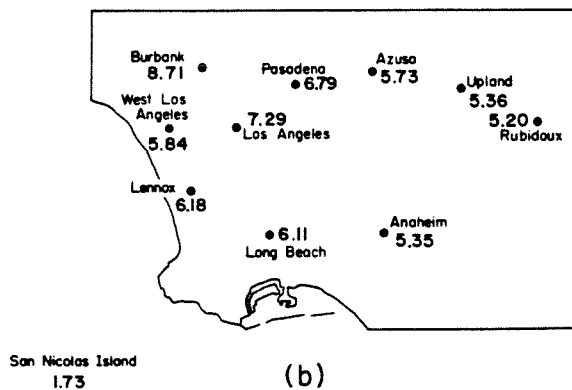 Burbank
8.71
Pasadena
6.79
Azusa
5.73
Upland
5.36
5.20
Rubidoux
West Los
Angeles
5.84
7.29
Los Angeles
Lennox
6.18
6.11
Long Beach
Anaheim
5.35
San Nicolas Island
1.73
(b)